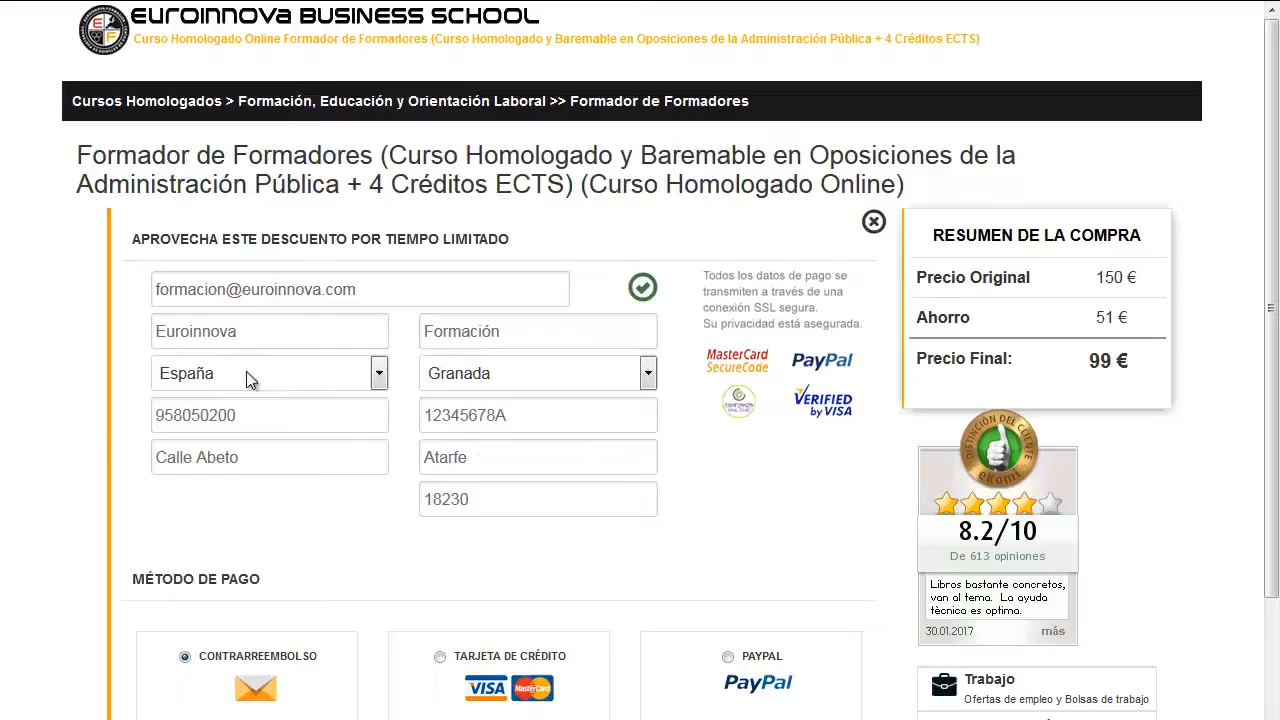 EUROINNOVA BUSINESS SCHOOL
Curso Homologado Online Formador de Formadores (Curso Homologado y Baremable en Oposiciones de la Administración Pública + 4 Créditos ECTS)
Cursos Homologados > Formación, Educación y Orientación Laboral >> Formador de Formadores
Formador de Formadores (Curso Homologado y Baremable en Oposiciones de la
Administración Pública + 4 Créditos ECTS) (Curso Homologado Online)
APROVECHA ESTE DESCUENTO POR TIEMPO LIMITADO
formacion@euroinnova.com
Euroinnova
Formación
España
Granada
958050200
12345678A
Calle Abeto
Atarfe
18230
Todos los datos de pago se
transmiten a través de una
conexión SSL segura.
Su privacidad está asegurada.
MasterCard
SecureCode
PayPal
CONFIANZA
ONLINE
VERIFIED
by VISA
RESUMEN DE LA COMPRA
Precio Original 150 €
Ahorro 51 €
Precio Final: 99 €
DISTINCIÓN DEL CLIENTE
eKomi
8.2/10
De 613 opiniones
Libros bastante concretos,
van al tema. La ayuda
tècnica es optima.
30.01.2017 más
Trabajo
Ofertas de empleo y Bolsas de trabajo
MÉTODO DE PAGO
CONTRARREEMBOLSO
TARJETA DE CRÉDITO
VISA MasterCard
PAYPAL
PayPal